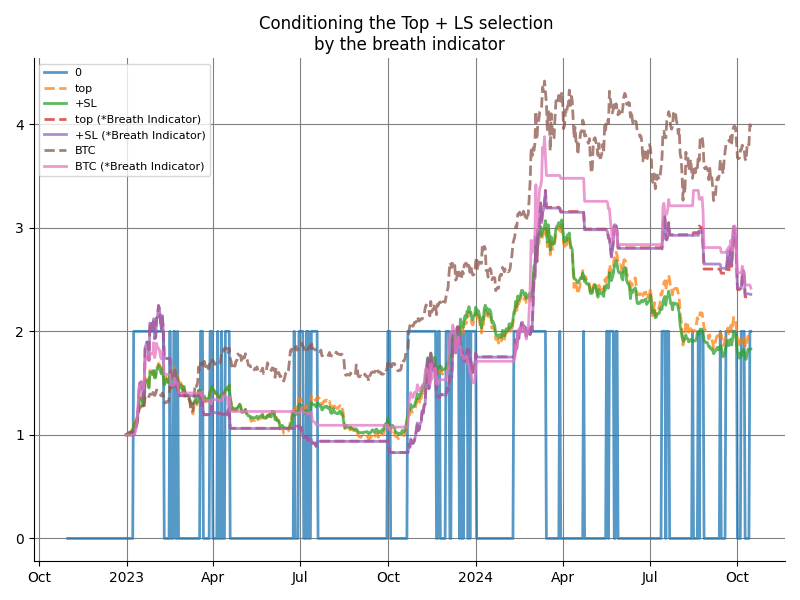 Conditioning the Top + LS selection
by the breath indicator
0
top
+SL
top (*Breath Indicator)
+SL (*Breath Indicator)
BTC
BTC (*Breath Indicator)
4
3
2
1
0
Oct 2023 Apr Jul Oct 2024 Apr Jul Oct